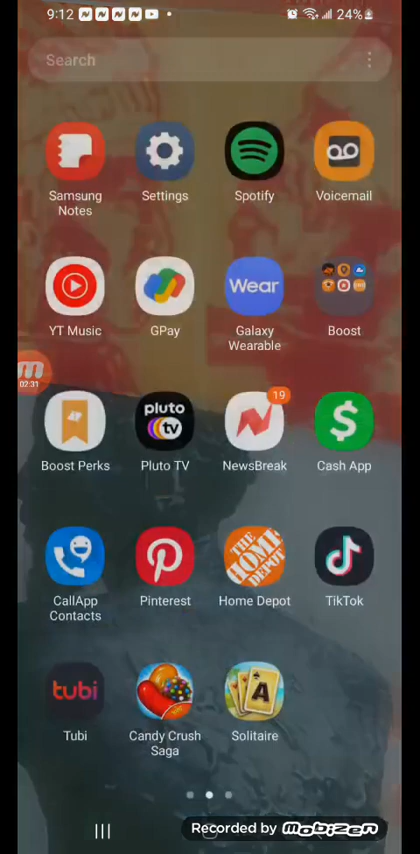 9:12
24%
Search
Samsung
Notes
Settings
Spotify
Voicemail
Wear
YT Music
GPay
Galaxy
Wearable
Boost
02:31
pluto
tv
19
Boost Perks
Pluto TV
NewsBreak
Cash App
THE
HOME
DEPOT
CallApp
Contacts
Pinterest
Home Depot
TikTok
tubi
A
Tubi
Candy Crush
Saga
Solitaire
Recorded by MOBIZEN